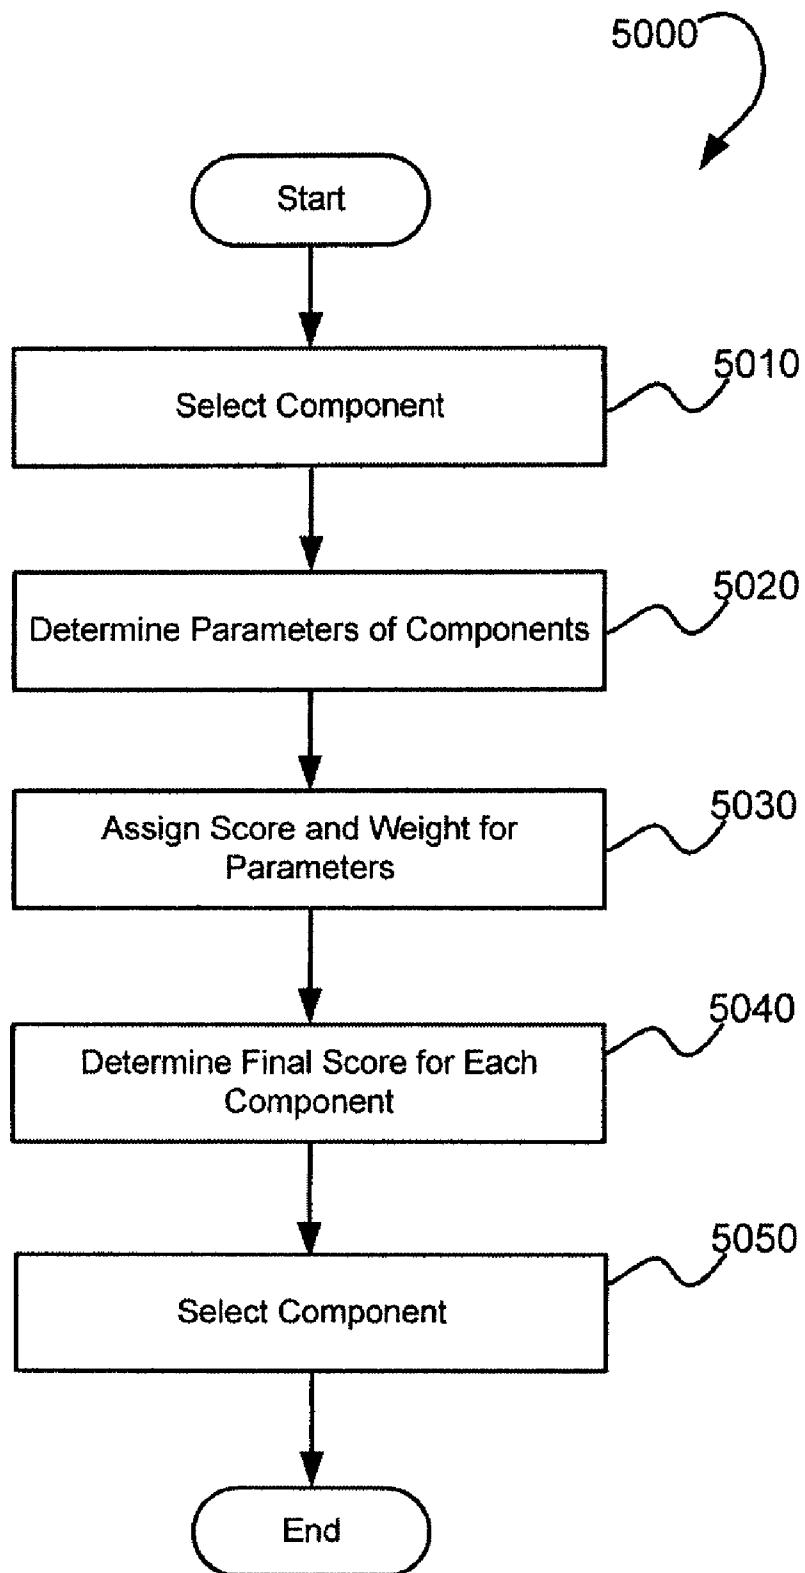 5000
Start
Select Component
5010
Determine Parameters of Components
5020
Assign Score and Weight for
Parameters
5030
Determine Final Score for Each
Component
5040
Select Component
5050
End